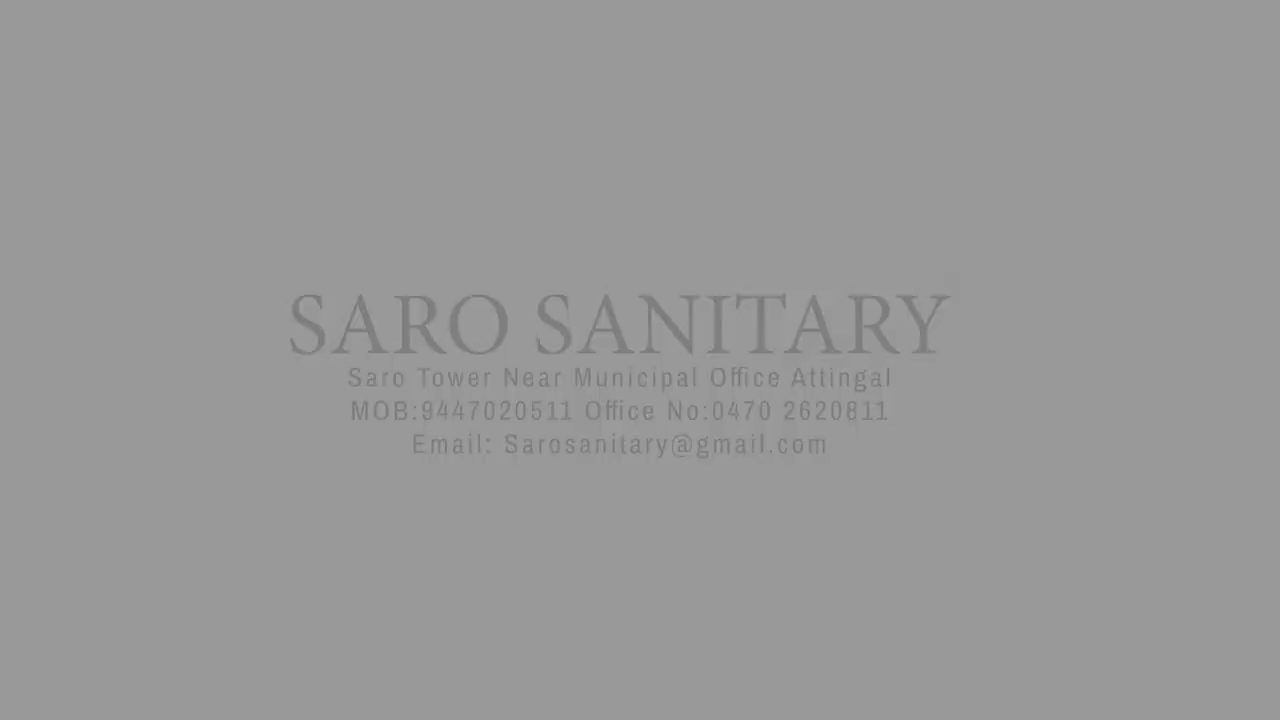 SARO SANITARY
Saro Tower Near Municipal Office Attingal
MOB:9447020511 Office No:0470 2620811
Email: Sarosanitary@gmail.com